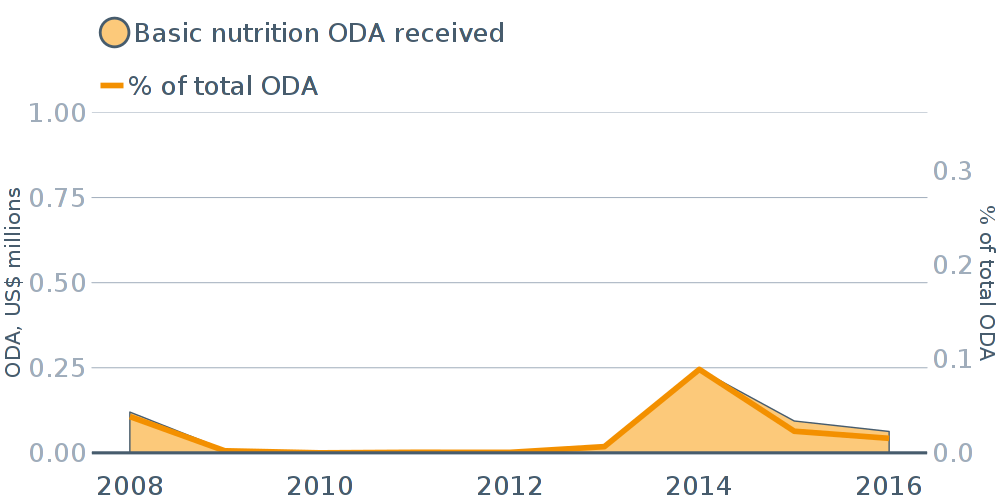 Basic nutrition ODA received
% of total ODA
1.00
0.75
0.50
0.25
0.00
ODA, US$ millions
0.3
0.2
0.1
0.0
% of total ODA
2008 2010 2012 2014 2016